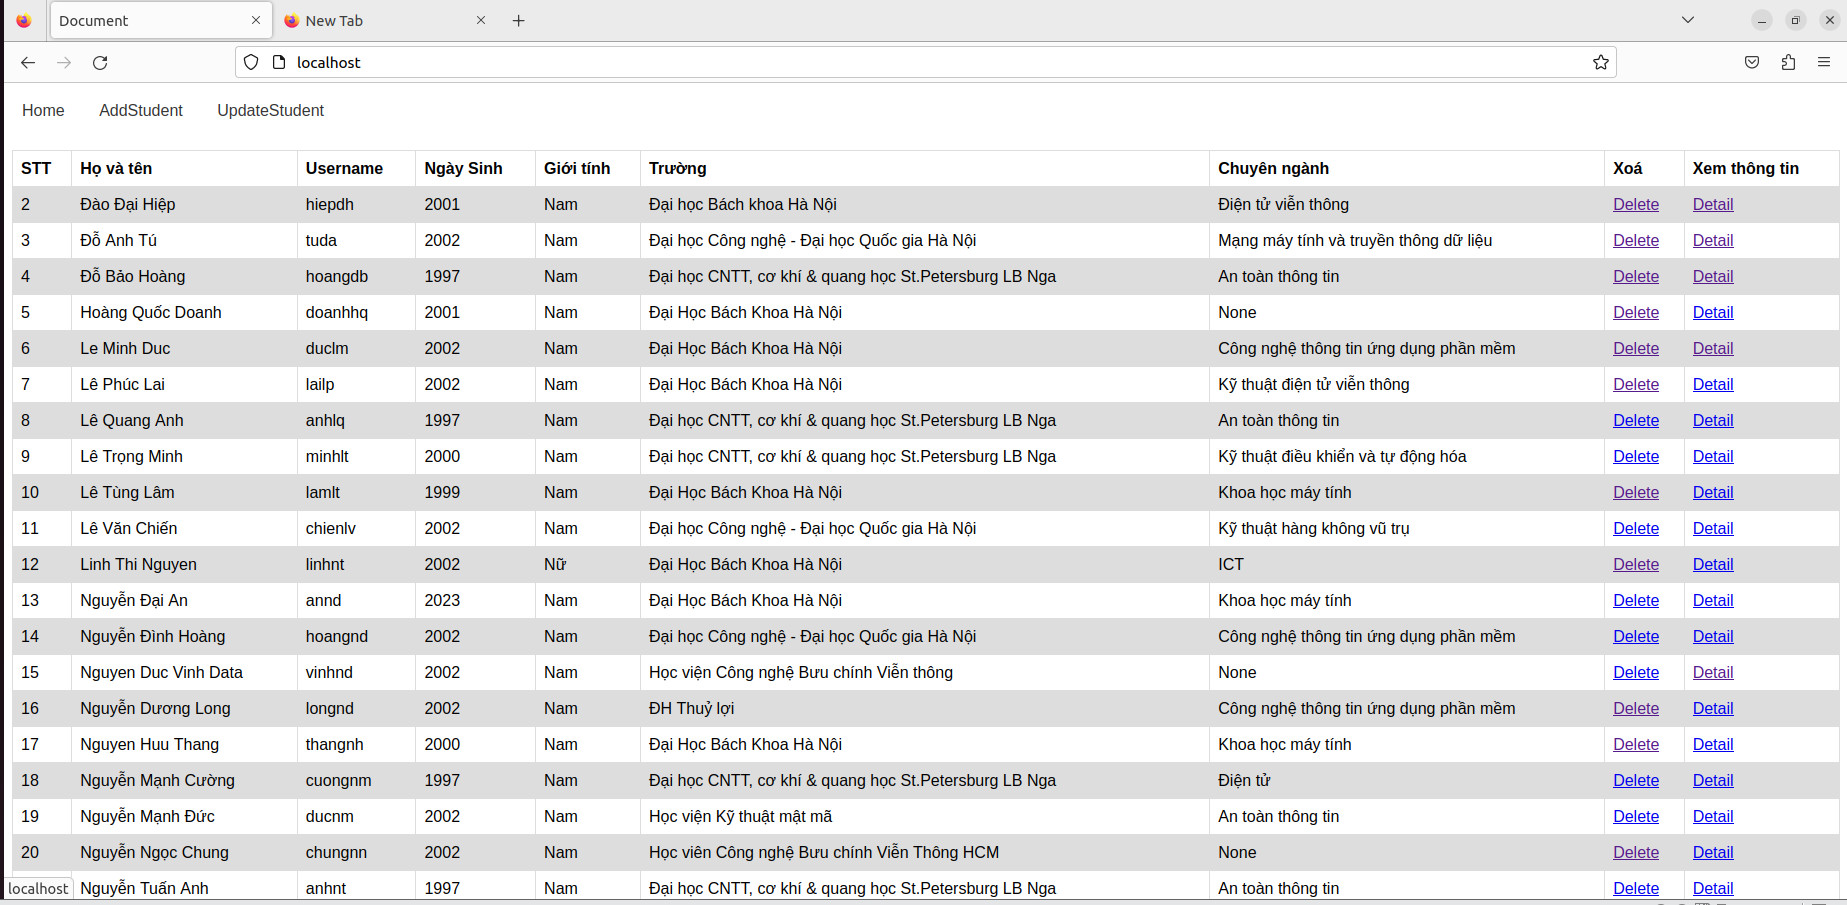 Document
New Tab
localhost
Home AddStudent UpdateStudent
STT Họ và tên Username Ngày Sinh Giới tính Trường Chuyên ngành Xoá Xem thông tin
2 Đào Đại Hiệp hiepdh 2001 Nam Đại học Bách khoa Hà Nội Điện tử viễn thông Delete Detail
3 Đỗ Anh Tú tuda 2002 Nam Đại học Công nghệ - Đại học Quốc gia Hà Nội Mạng máy tính và truyền thông dữ liệu Delete Detail
4 Đỗ Bảo Hoàng hoangdb 1997 Nam Đại học CNTT, cơ khí & quang học St.Petersburg LB Nga An toàn thông tin Delete Detail
5 Hoàng Quốc Doanh doanhhq 2001 Nam Đại Học Bách Khoa Hà Nội None Delete Detail
6 Le Minh Duc duclm 2002 Nam Đại Học Bách Khoa Hà Nội Công nghệ thông tin ứng dụng phần mềm Delete Detail
7 Lê Phúc Lai lailp 2002 Nam Đại Học Bách Khoa Hà Nội Kỹ thuật điện tử viễn thông Delete Detail
8 Lê Quang Anh anhlq 1997 Nam Đại học CNTT, cơ khí & quang học St.Petersburg LB Nga An toàn thông tin Delete Detail
9 Lê Trọng Minh minhlt 2000 Nam Đại học CNTT, cơ khí & quang học St.Petersburg LB Nga Kỹ thuật điều khiển và tự động hóa Delete Detail
10 Lê Tùng Lâm lamlt 1999 Nam Đại Học Bách Khoa Hà Nội Khoa học máy tính Delete Detail
11 Lê Văn Chiến chienlv 2002 Nam Đại học Công nghệ - Đại học Quốc gia Hà Nội Kỹ thuật hàng không vũ trụ Delete Detail
12 Linh Thi Nguyen linhnt 2002 Nữ Đại Học Bách Khoa Hà Nội ICT Delete Detail
13 Nguyễn Đại An annd 2023 Nam Đại Học Bách Khoa Hà Nội Khoa học máy tính Delete Detail
14 Nguyễn Đình Hoàng hoangnd 2002 Nam Đại học Công nghệ - Đại học Quốc gia Hà Nội Công nghệ thông tin ứng dụng phần mềm Delete Detail
15 Nguyen Duc Vinh Data vinhnd 2002 Nam Học viện Công nghệ Bưu chính Viễn thông None Delete Detail
16 Nguyễn Dương Long longnd 2002 Nam ĐH Thuỷ lợi Công nghệ thông tin ứng dụng phần mềm Delete Detail
17 Nguyen Huu Thang thangnh 2000 Nam Đại Học Bách Khoa Hà Nội Khoa học máy tính Delete Detail
18 Nguyễn Mạnh Cường cuongnm 1997 Nam Đại học CNTT, cơ khí & quang học St.Petersburg LB Nga Điện tử Delete Detail
19 Nguyễn Mạnh Đức ducnm 2002 Nam Học viện Kỹ thuật mật mã An toàn thông tin Delete Detail
20 Nguyễn Ngọc Chung chungnn 2002 Nam Học viên Công nghệ Bưu chính Viễn Thông HCM None Delete Detail
localhost Nguyễn Tuấn Anh anhnt 1997 Nam Đại học CNTT, cơ khí & quang học St.Petersburg LB Nga An toàn thông tin Delete Detail